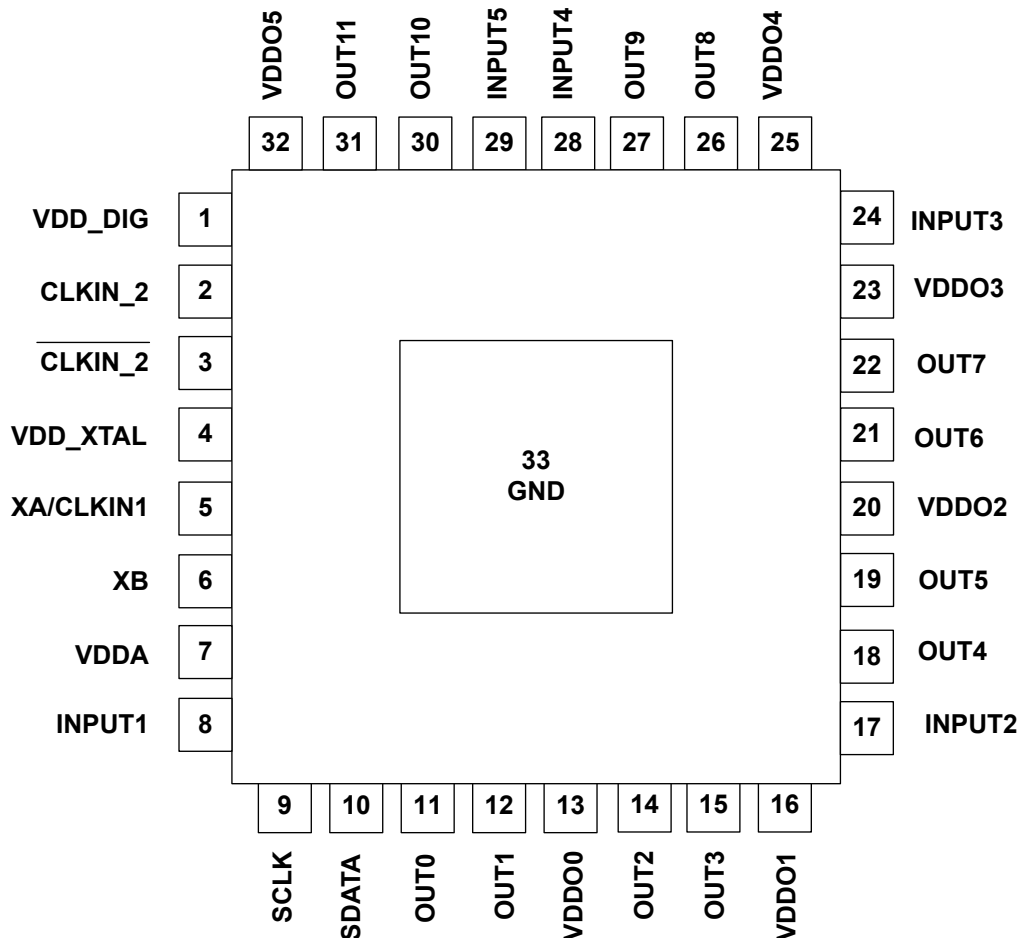 VDDO5
OUT11
OUT10
INPUT5
INPUT4
OUT9
OUT8
VDDO4
32 31 30 29 28 27 26 25
VDD_DIG 1 24 INPUT3
CLKIN_2 2 23 VDDO3
CLKIN_2 3 22 OUT7
VDD_XTAL 4 21 OUT6
33
GND
XA/CLKIN1 5 20 VDDO2
XB 6 19 OUT5
VDDA 7 18 OUT4
INPUT1 8 17 INPUT2
9 10 11 12 13 14 15 16
SCLK
SDATA
OUT0
OUT1
VDDO0
OUT2
OUT3
VDDO1